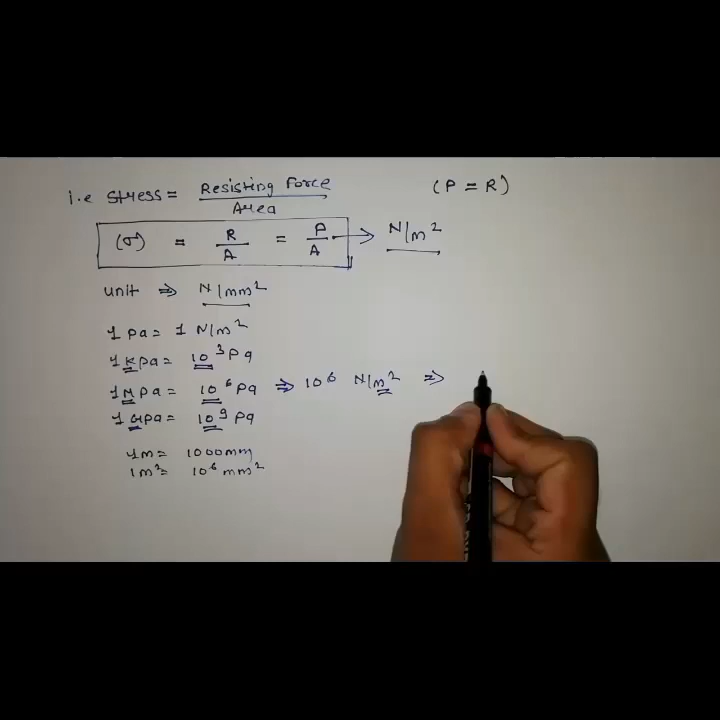 i.e Stress = Resisting Force / Area (P = R)
(σ) = R / A = P / A → N/m²
unit ⇒ N/mm²
1 Pa = 1 N/m²
1 KPa = 10³ Pa
1 MPa = 10⁶ Pa ⇒ 10⁶ N/m² ⇒
1 GPa = 10⁹ Pa
1m = 1000mm
1m² = 10⁶ mm²